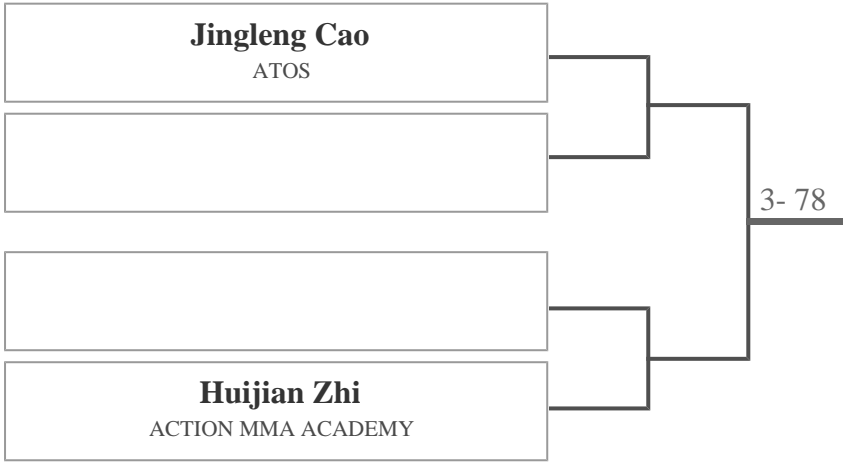 Jingleng Cao
ATOS
3- 78
Huijian Zhi
ACTION MMA ACADEMY